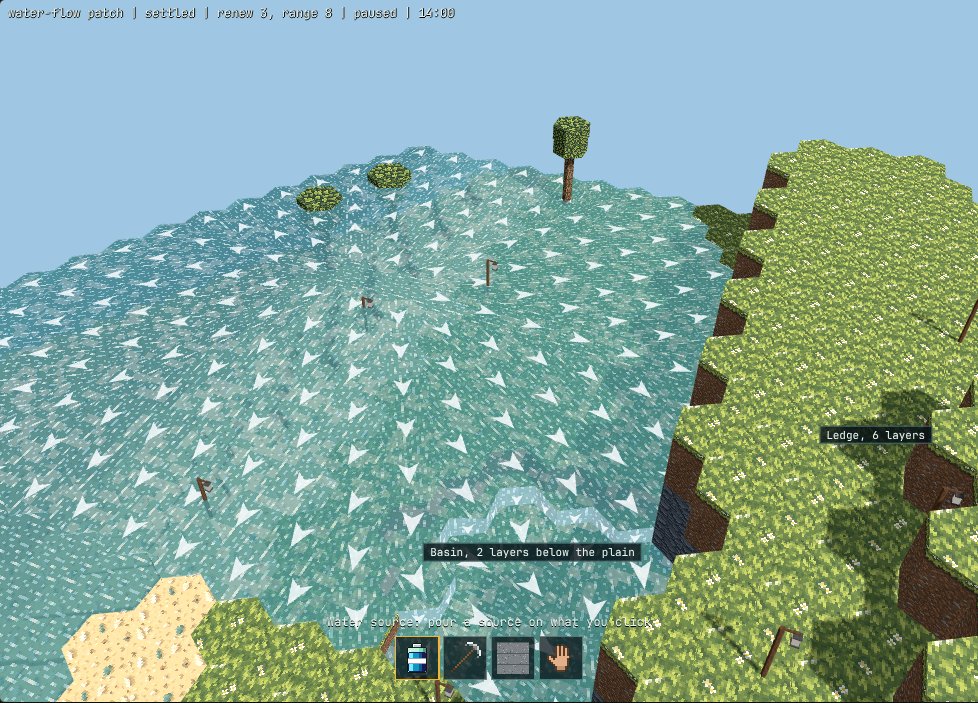 water-flow patch | settled | renew 3, range 8 | paused | 14:00
Ledge, 6 layers
Basin, 2 layers below the plain
Water source: pour a source on what you click